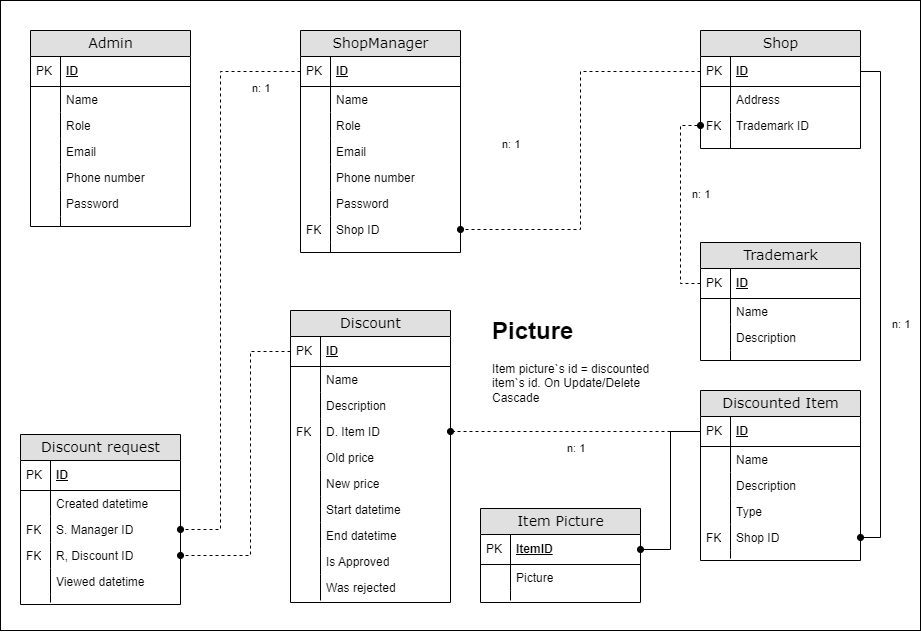 Admin
PK ID
Name
Role
Email
Phone number
Password
ShopManager
PK ID
Name
Role
Email
Phone number
Password
FK Shop ID
Shop
PK ID
Address
FK Trademark ID
n: 1
n: 1
n: 1
Trademark
PK ID
Name
Description
n: 1
Discount
PK ID
Name
Description
FK D. Item ID
Old price
New price
Start datetime
End datetime
Is Approved
Was rejected
Picture
Item picture`s id = discounted
item`s id. On Update/Delete
Cascade
n: 1
Discounted Item
PK ID
Name
Description
Type
FK Shop ID
Discount request
PK ID
Created datetime
FK S. Manager ID
FK R, Discount ID
Viewed datetime
Item Picture
PK ItemID
Picture